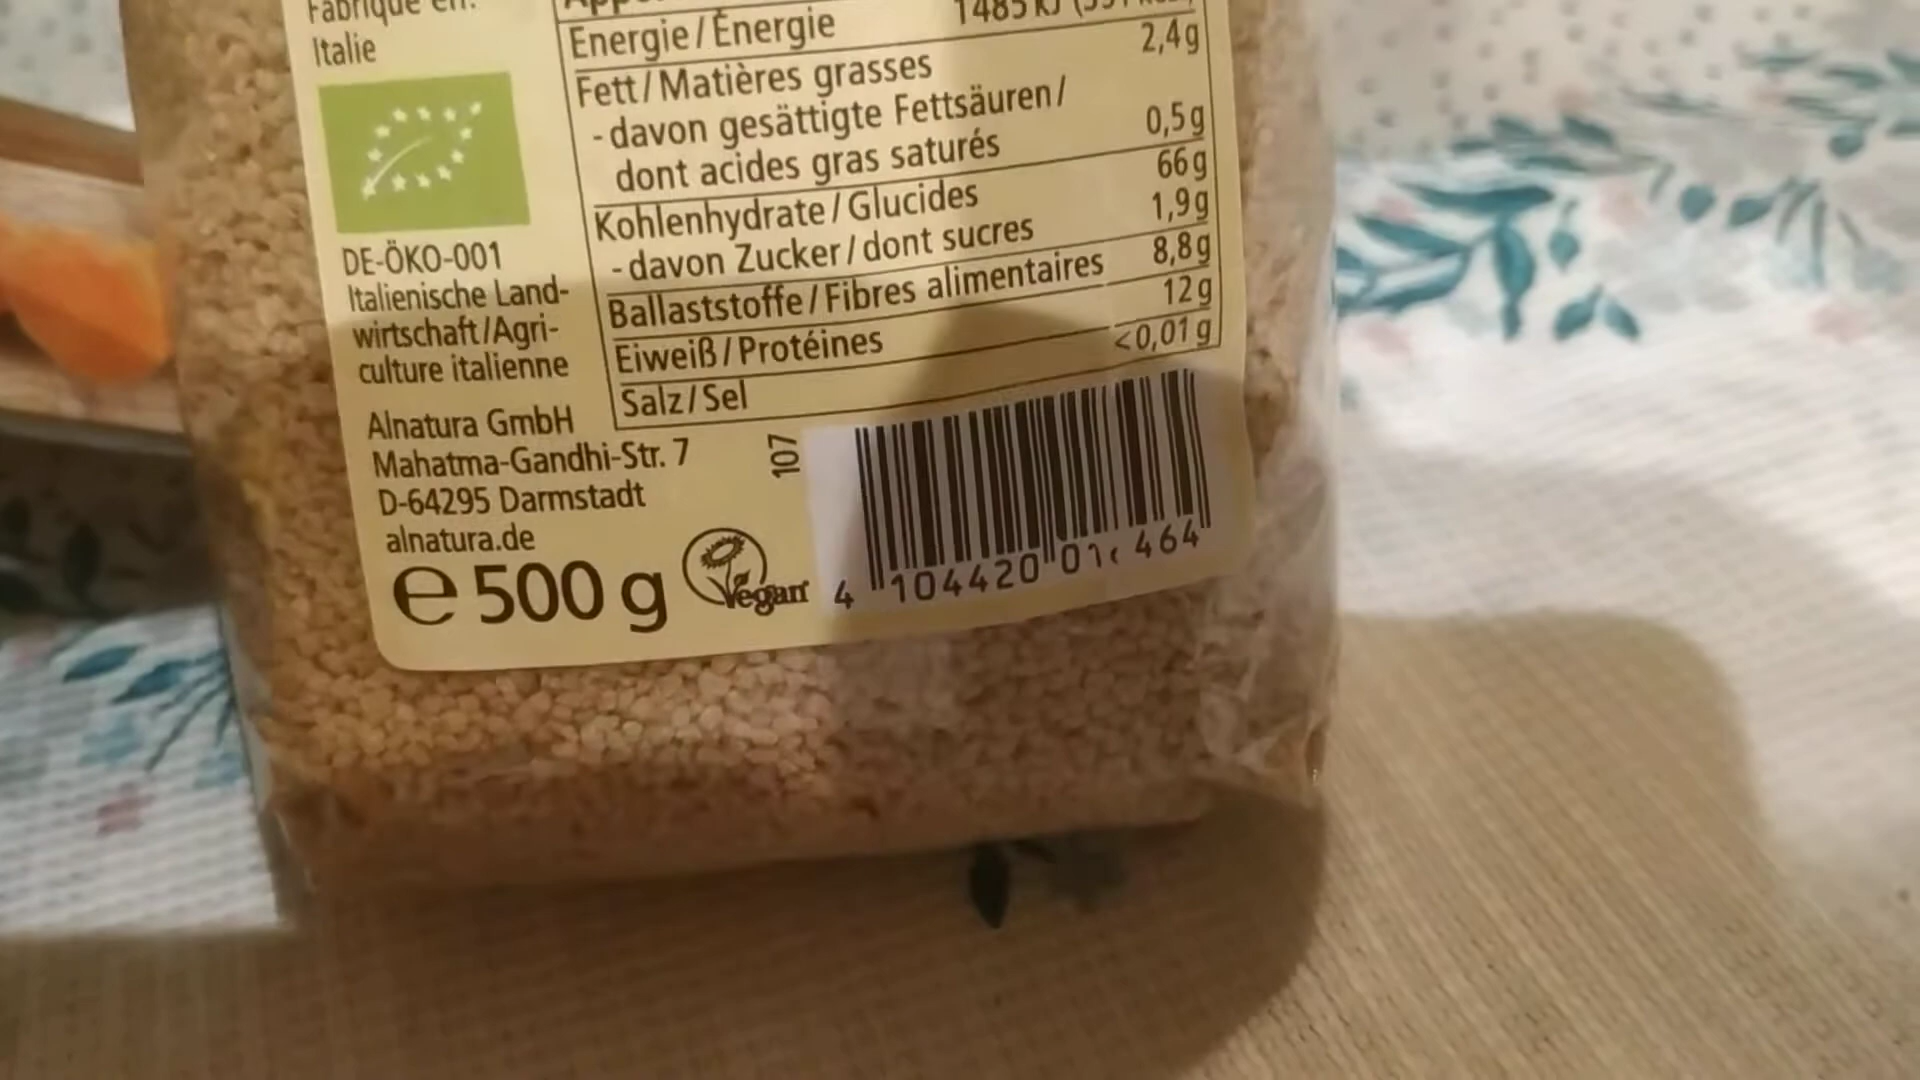 Fabriqué en:
Italie
DE-ÖKO-001
Italienische Land-
wirtschaft/Agri-
culture italienne
Alnatura GmbH
Mahatma-Gandhi-Str. 7
D-64295 Darmstadt
alnatura.de
e 500 g
Vegan
Energie/Énergie 1485 kJ
Fett/Matières grasses 2,4g
- davon gesättigte Fettsäuren/
dont acides gras saturés 0,5g
Kohlenhydrate/Glucides 66g
- davon Zucker/dont sucres 1,9g
Ballaststoffe/Fibres alimentaires 8,8g
Eiweiß/Protéines 12g
Salz/Sel <0,01g
107
4 104420 01 464